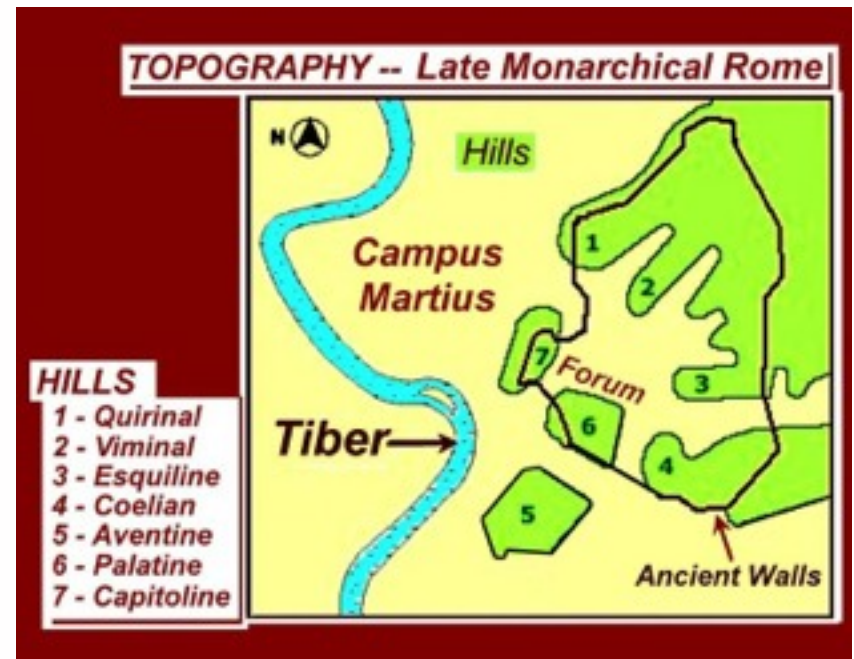 TOPOGRAPHY -- Late Monarchical Rome
N
Hills
Campus
Martius
1
2
3
4
5
6
7
Forum
Tiber
Ancient Walls
HILLS
1 - Quirinal
2 - Viminal
3 - Esquiline
4 - Coelian
5 - Aventine
6 - Palatine
7 - Capitoline